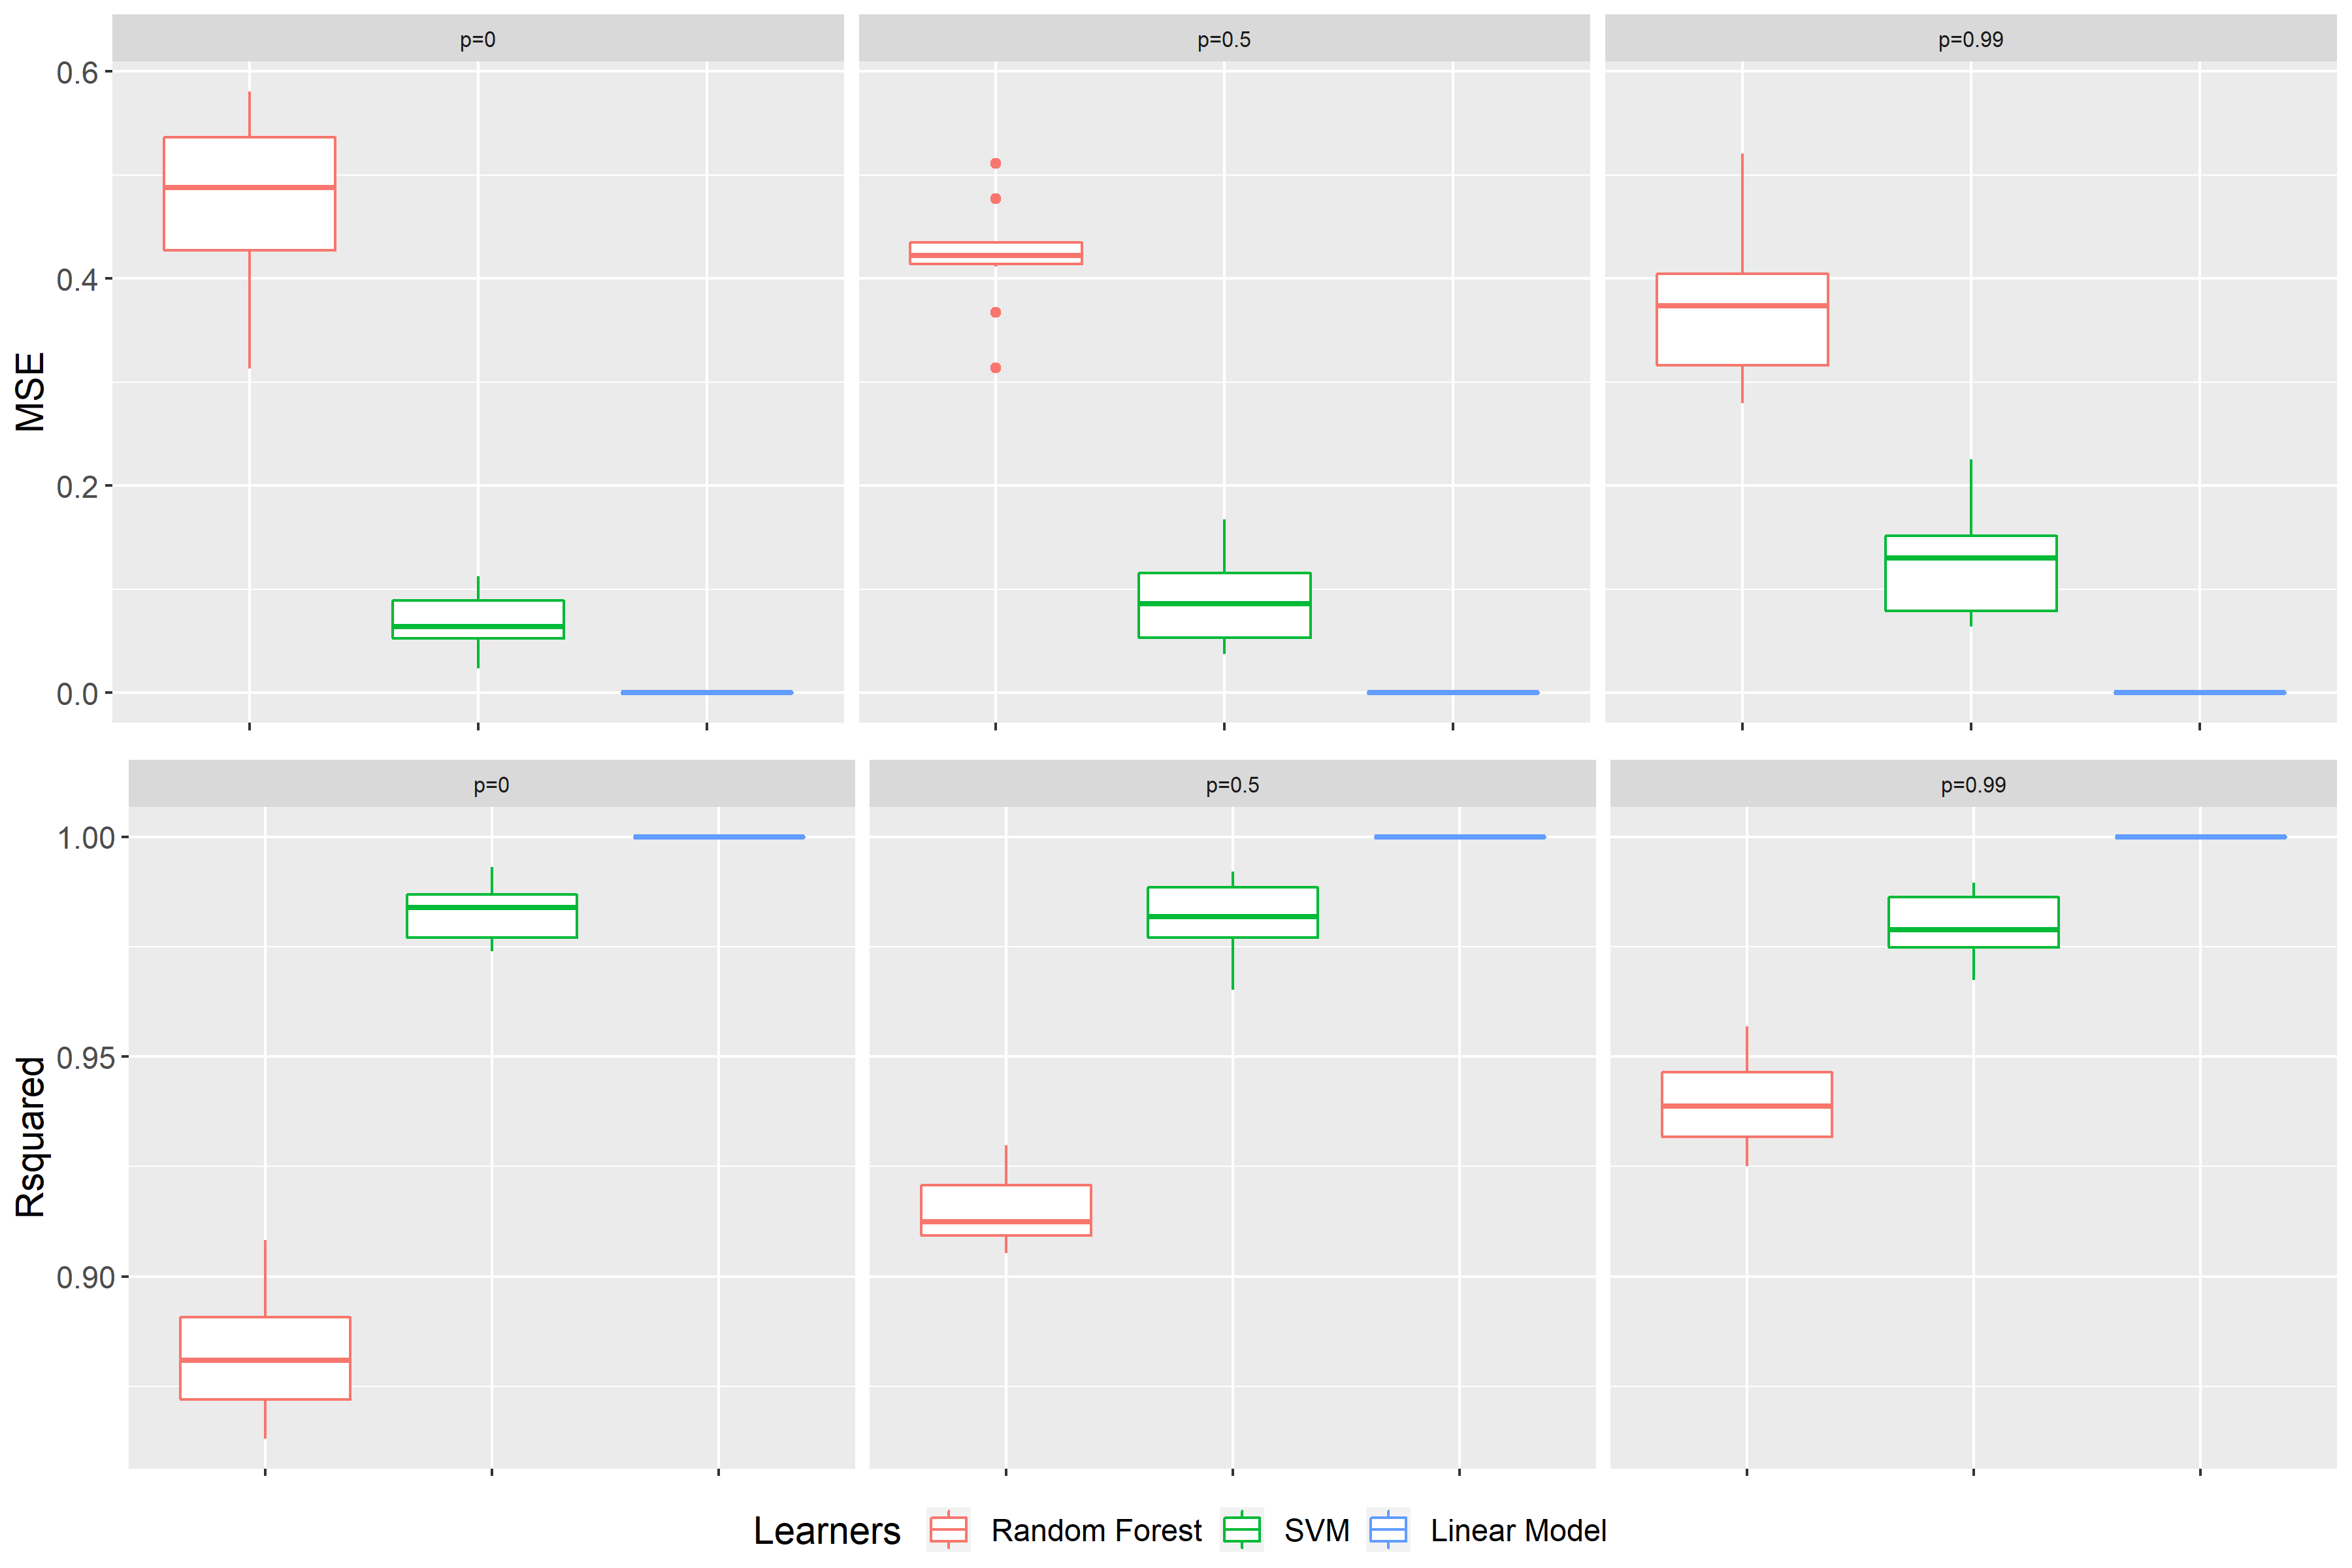 p=0 p=0.5 p=0.99
0.6
0.4
0.2
0.0
MSE
p=0 p=0.5 p=0.99
1.00
0.95
0.90
Rsquared
Learners Random Forest SVM Linear Model